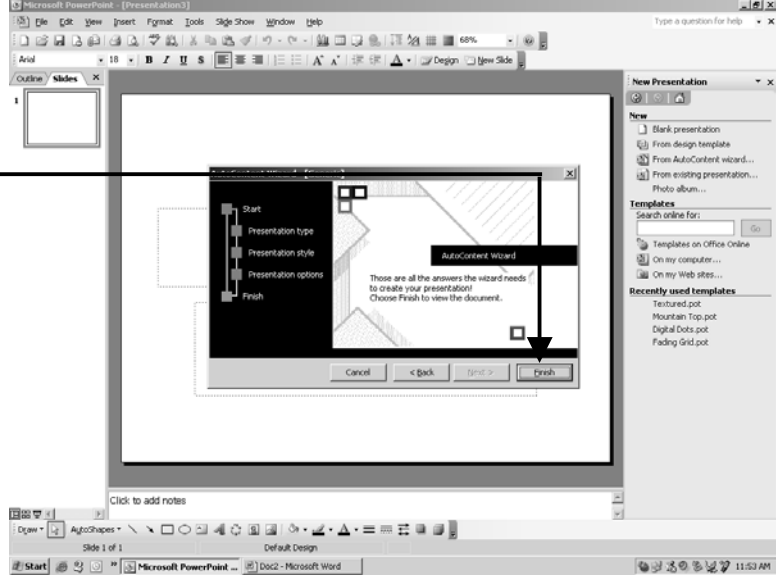 Microsoft PowerPoint - [Presentation3]
File Edit View Insert Format Tools Slide Show Window Help
Type a question for help
68%
Arial 18 B I U S A A A Design New Slide
Outline Slides
New Presentation
1
New
Blank presentation
From design template
From AutoContent wizard...
From existing presentation...
Photo album...
Templates
Search online for:
Go
Templates on Office Online
On my computer...
On my Web sites...
Recently used templates
Textured.pot
Mountain Top.pot
Digital Dots.pot
Fading Grid.pot
AutoContent Wizard - [Generic]
Start
Presentation type
Presentation style
Presentation options
Finish
AutoContent Wizard
Those are all the answers the wizard needs
to create your presentation!
Choose Finish to view the document.
Cancel < Back Next > Finish
Click to add notes
Draw AutoShapes
Slide 1 of 1 Default Design
Start Microsoft PowerPoint ... Doc2 - Microsoft Word 11:53 AM